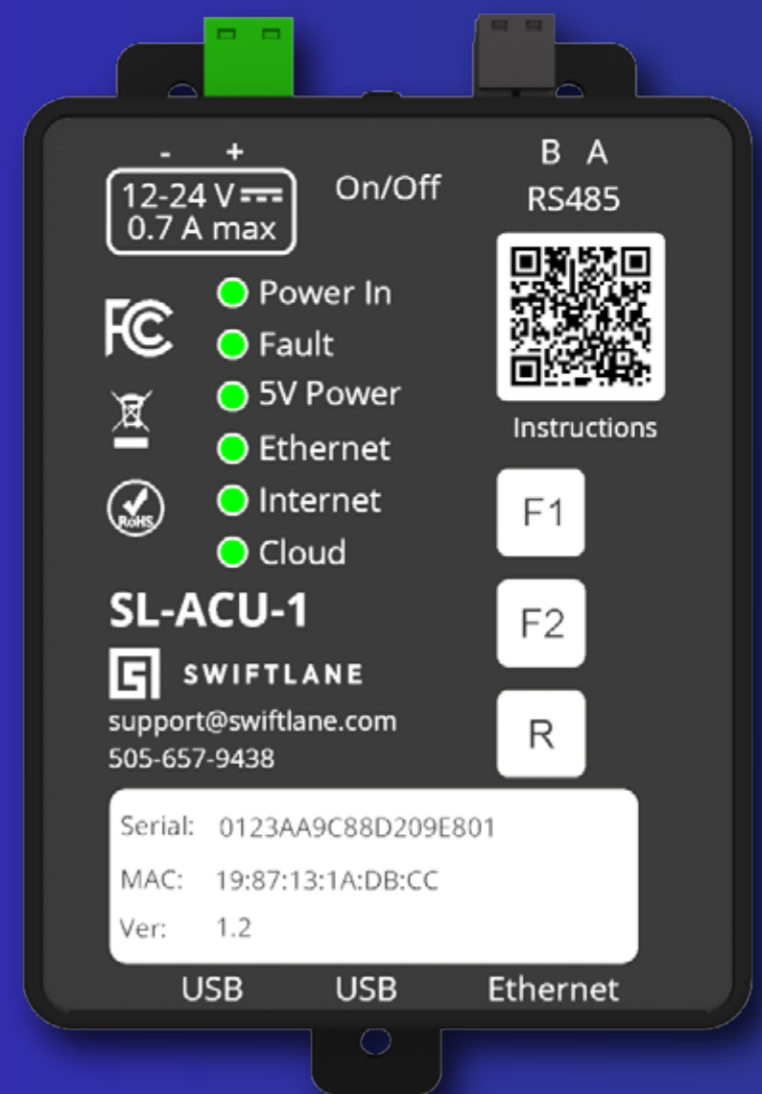 - +
12-24 V
0.7 A max
On/Off
B A
RS485
FC
Power In
Fault
5V Power
Ethernet
Internet
Cloud
RoHS
Instructions
F1
F2
R
SL-ACU-1
SWIFTLANE
support@swiftlane.com
505-657-9438
Serial: 0123AA9C88D209E801
MAC: 19:87:13:1A:DB:CC
Ver: 1.2
USB USB Ethernet